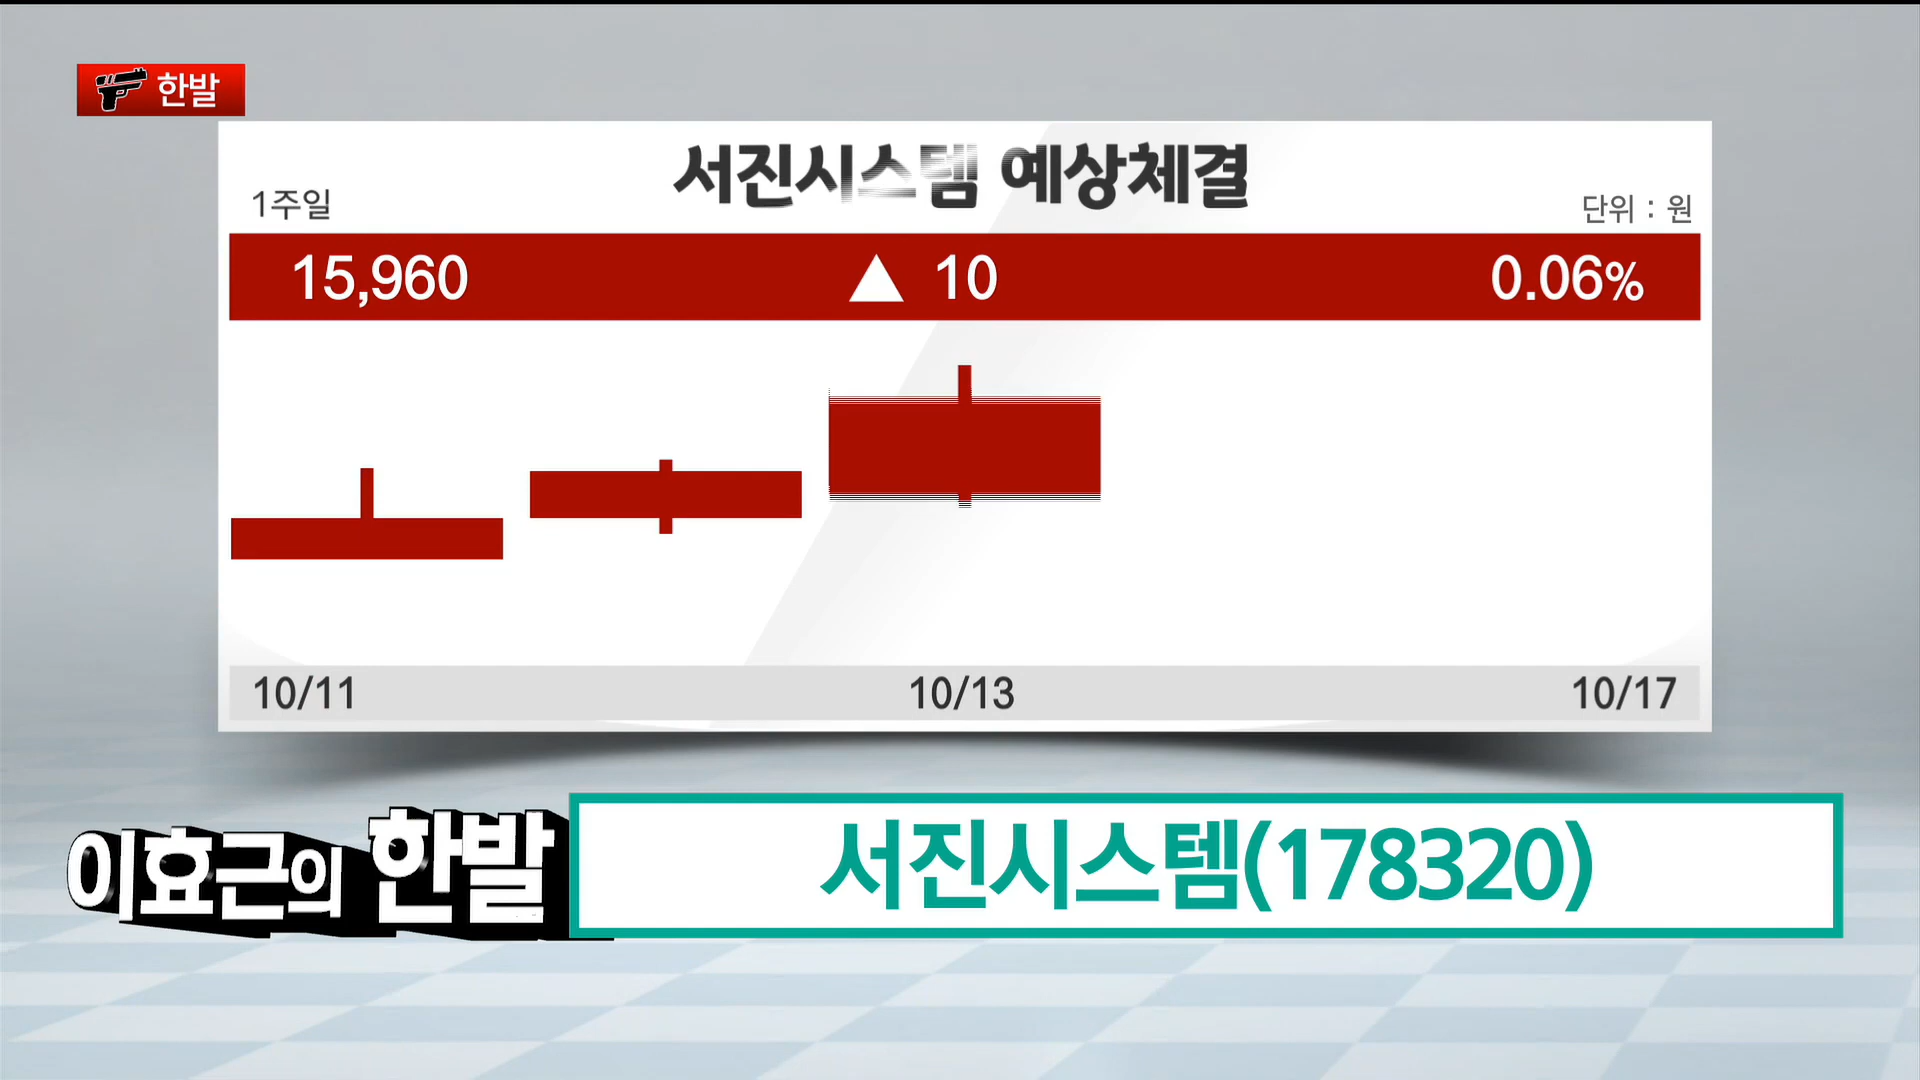 한발
서진시스템 예상체결
1주일
단위 : 원
15,960 ▲ 10 0.06%
10/11 10/13 10/17
이효근의 한발
서진시스템(178320)